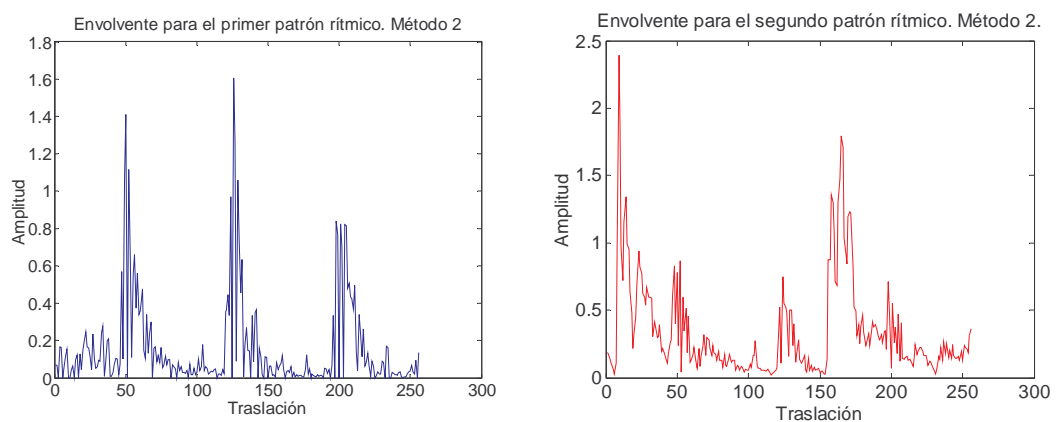 Envolvente para el primer patrón rítmico. Método 2
1.8
1.6
1.4
1.2
1
0.8
0.6
0.4
0.2
0
0 50 100 150 200 250 300
Amplitud
Traslación
Envolvente para el segundo patrón rítmico. Método 2.
2.5
2
1.5
1
0.5
0
0 50 100 150 200 250 300
Amplitud
Traslación